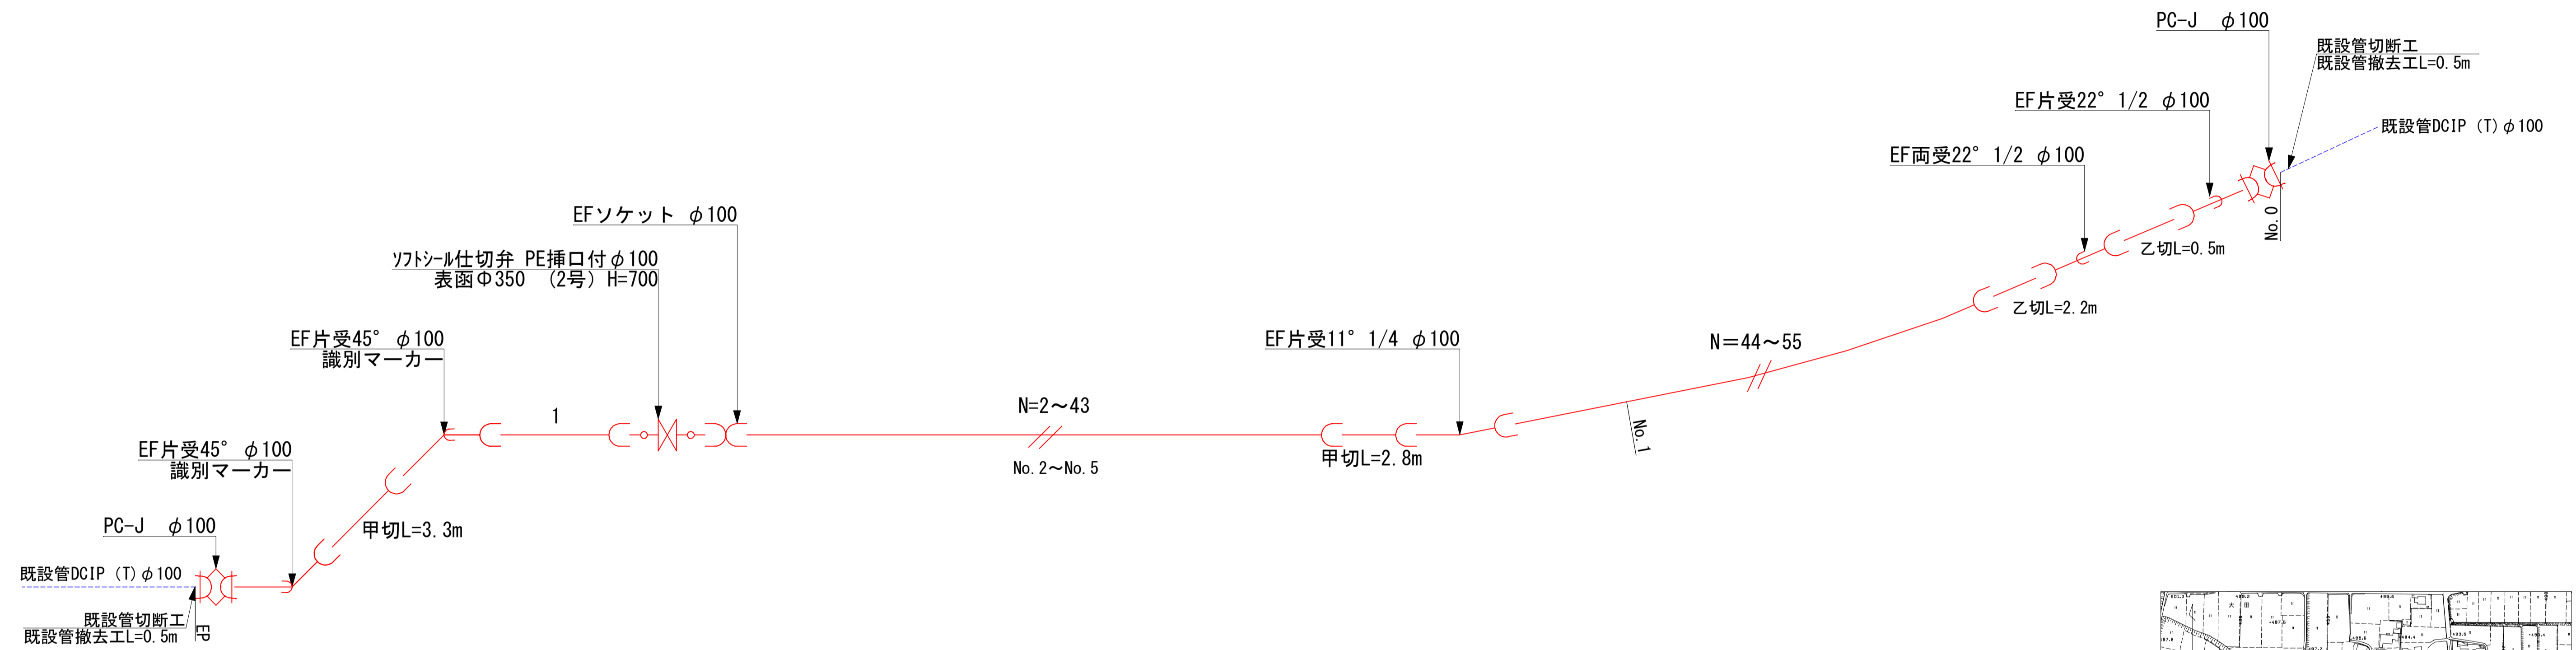 PC-J φ100
既設管切断工
既設管撤去工L=0.5m
EF片受22°1/2 φ100
既設管DCIP (T)φ100
EF両受22°1/2 φ100
No.0
乙切L=0.5m
乙切L=2.2m
EFソケット φ100
ソフトシール仕切弁 PE挿口付φ100
表函Φ350 (2号) H=700
EF片受45° φ100
識別マーカー
EF片受11°1/4 φ100
N=44～55
1
N=2～43
No.1
No.2～No.5
甲切L=2.8m
EF片受45° φ100
識別マーカー
PC-J φ100
甲切L=3.3m
既設管DCIP (T)φ100
既設管切断工
既設管撤去工L=0.5m
EP
大田